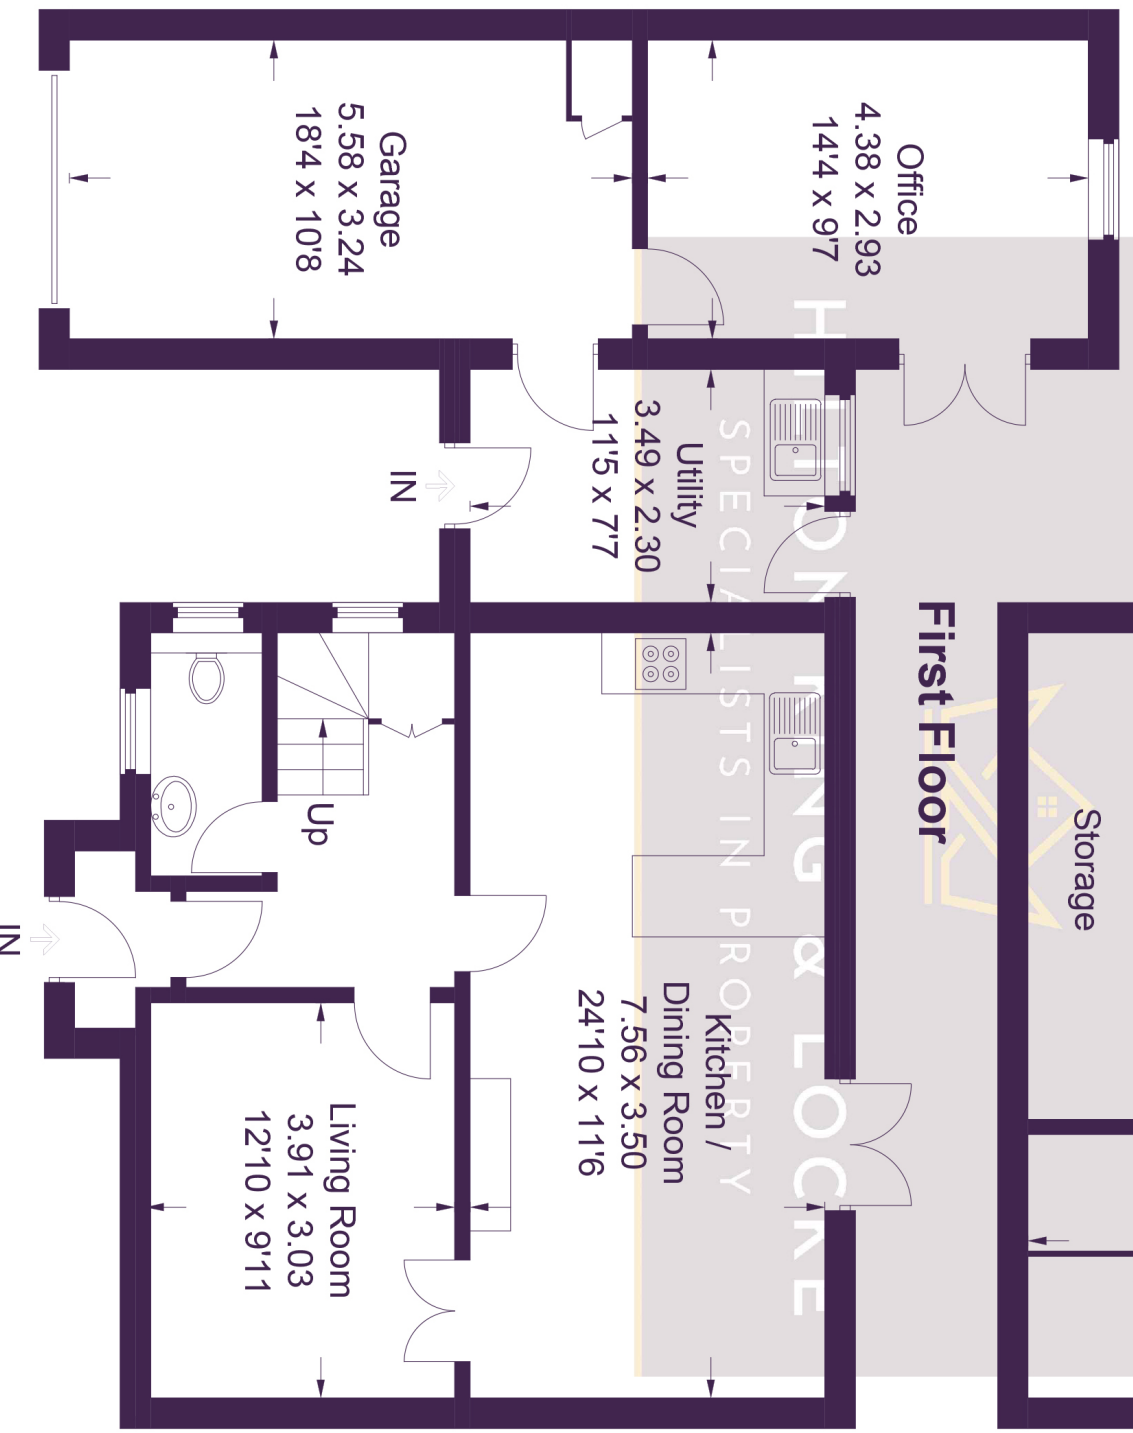 Office
4.38 x 2.93
14'4 x 9'7
Garage
5.58 x 3.24
18'4 x 10'8
Utility
3.49 x 2.30
11'5 x 7'7
IN
First Floor
Storage
Kitchen /
Dining Room
7.56 x 3.50
24'10 x 11'6
Up
IN
Living Room
3.91 x 3.03
12'10 x 9'11
SPECIALISTS IN PROPERTY
& LOCKE